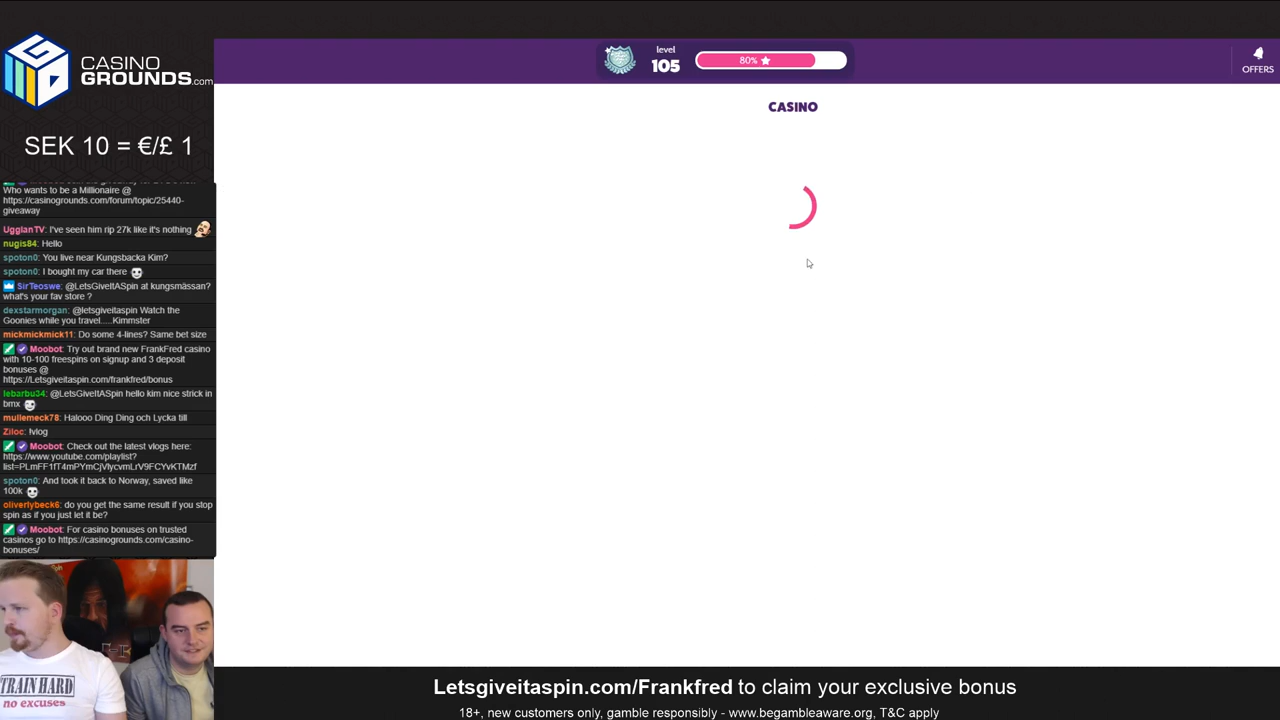 CASINO
GROUNDS.com
SEK 10 = €/£ 1
level
105
80%
OFFERS
CASINO
Who wants to be a Millionaire @
https://casinogrounds.com/forum/topic/25440-
giveaway
UgglanTV: I've seen him rip 27k like it's nothing
nugis84: Hello
spoton0: You live near Kungsbacka Kim?
spoton0: I bought my car there
SirTeoswe: @LetsGiveItASpin at kungsmässan?
what's your fav store ?
dexstarmorgan: @letsgiveitaspin Watch the
Goonies while you travel.....Kimmster
mickmickmick11: Do some 4-lines? Same bet size
Moobot: Try out brand new FrankFred casino
with 10-100 freespins on signup and 3 deposit
bonuses @
https://Letsgiveitaspin.com/frankfred/bonus
lebarbu34: @LetsGiveItASpin hello kim nice strick in
bmx
mullemeck78: Halooo Ding Ding och Lycka till
Ziloc: !vlog
Moobot: Check out the latest vlogs here:
https://www.youtube.com/playlist?
spoton0: And took it back to Norway, saved like
100k
oliverlybeck6: do you get the same result if you stop
spin as if you just let it be?
Moobot: For casino bonuses on trusted
casinos go to https://casinogrounds.com/casino-
bonuses/
TRAIN HARD
no excuses
Letsgiveitaspin.com/Frankfred to claim your exclusive bonus
18+, new customers only, gamble responsibly - www.begambleaware.org, T&C apply